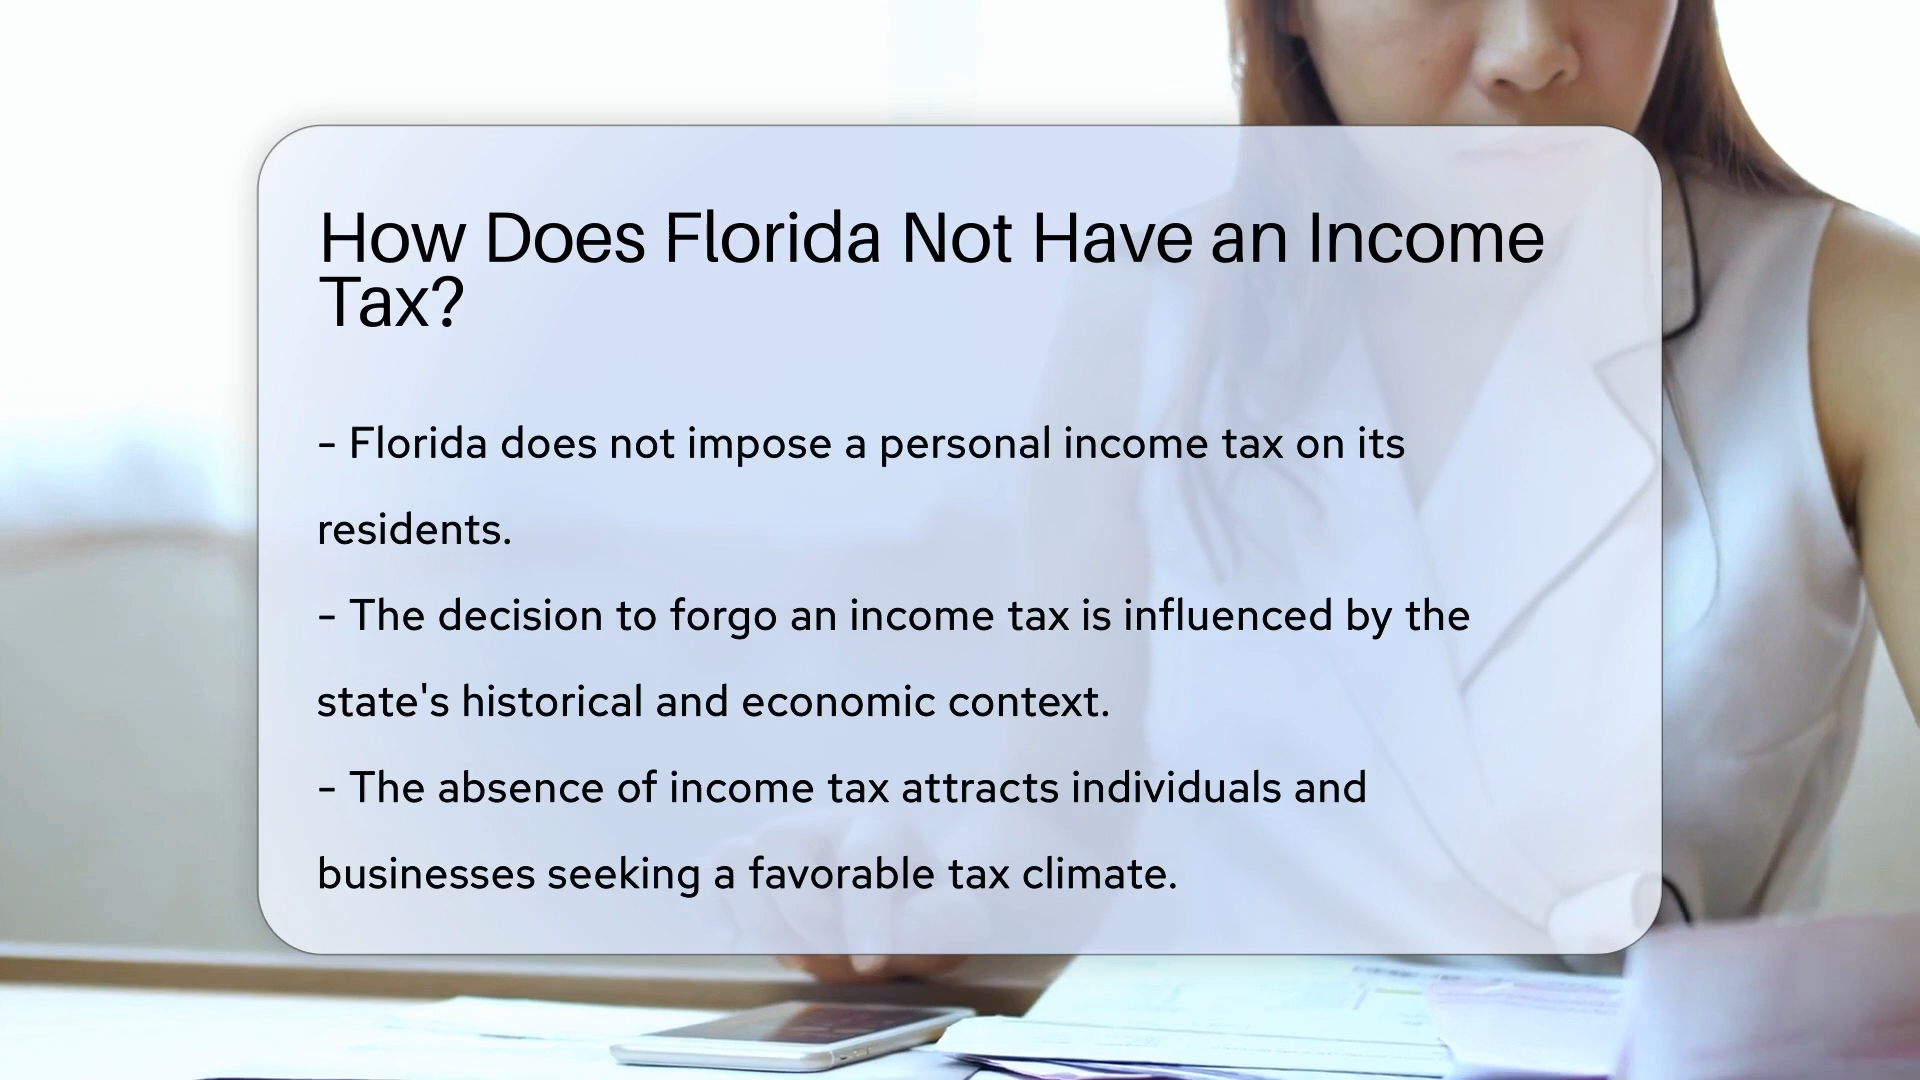 How Does Florida Not Have an Income
Tax?
- Florida does not impose a personal income tax on its
residents.
- The decision to forgo an income tax is influenced by the
state's historical and economic context.
- The absence of income tax attracts individuals and
businesses seeking a favorable tax climate.